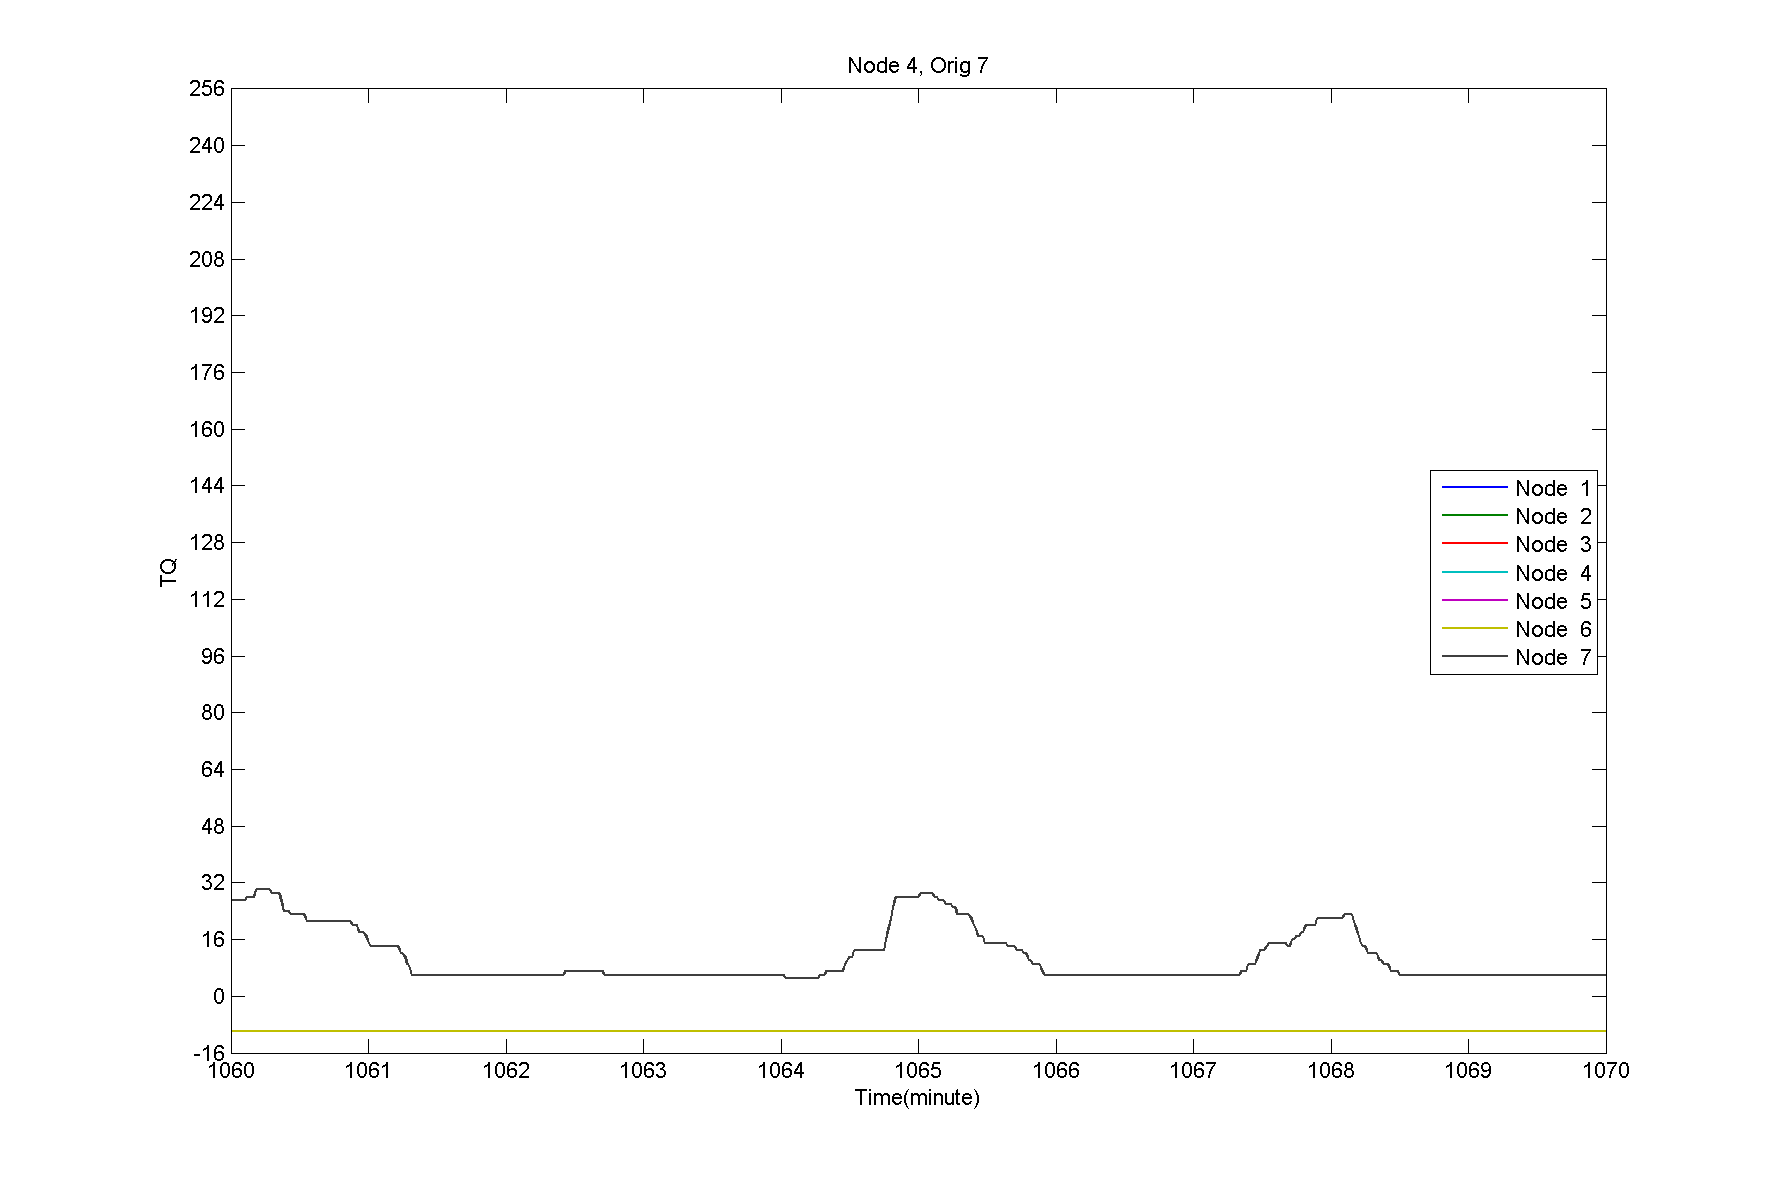 Node 4, Orig 7
256
240
224
208
192
176
160
144
128
112
96
80
64
48
32
16
0
-16
TQ
Node 1
Node 2
Node 3
Node 4
Node 5
Node 6
Node 7
1060 1061 1062 1063 1064 1065 1066 1067 1068 1069 1070
Time(minute)